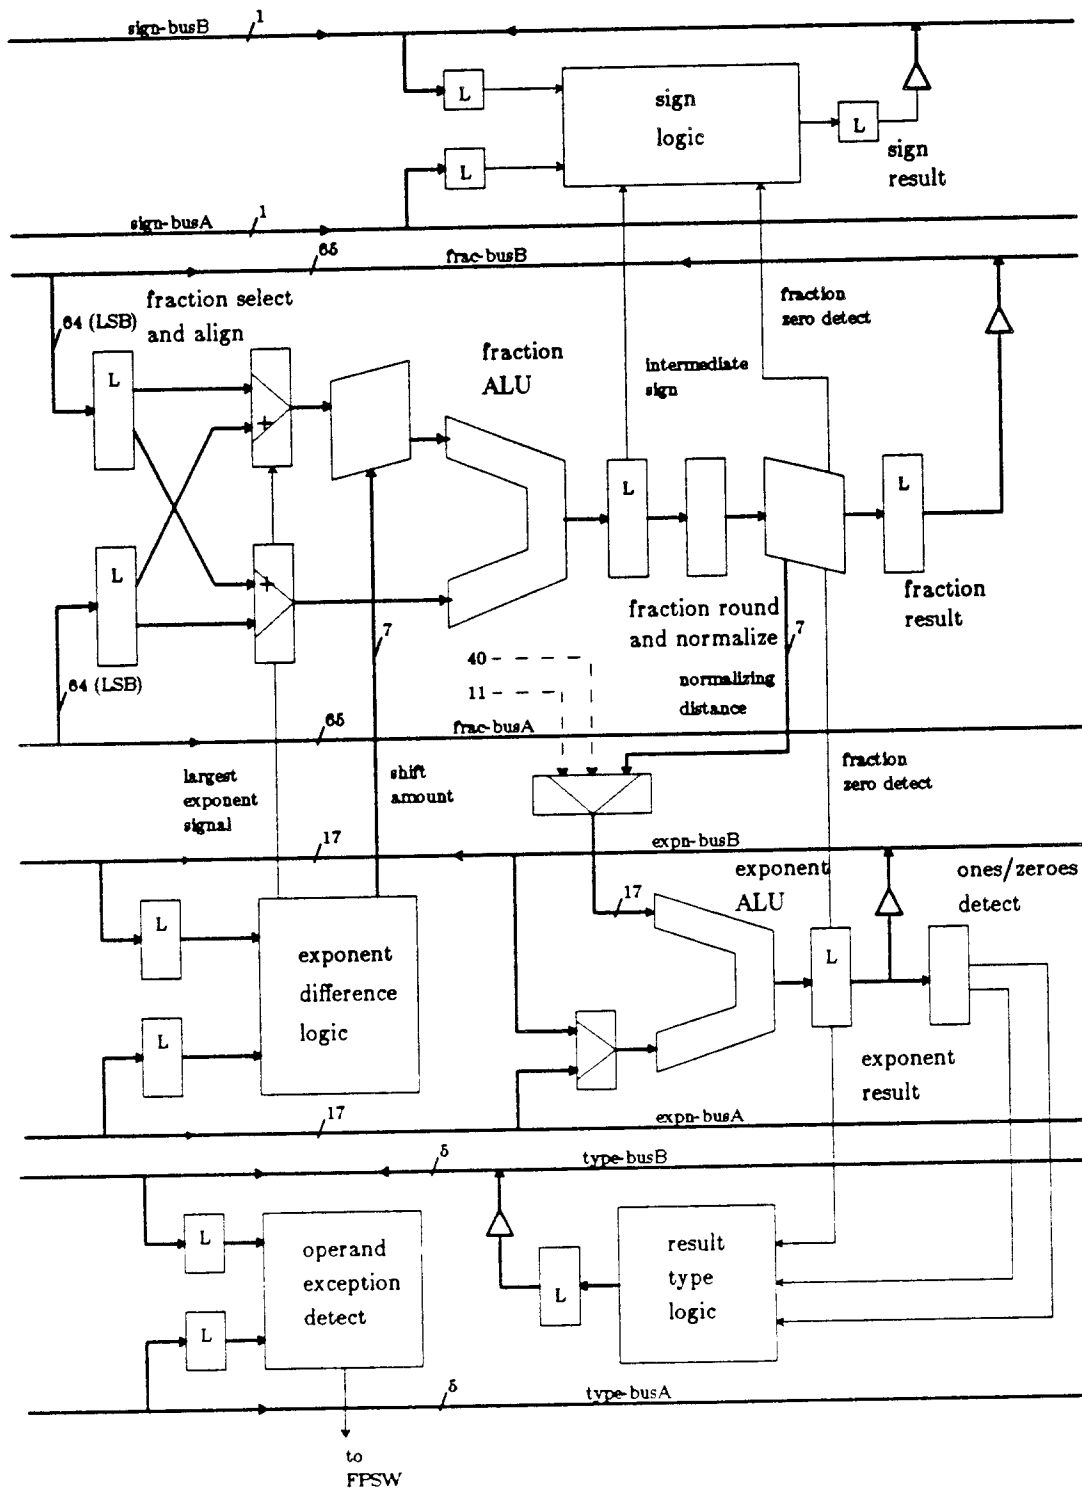 sign-busB
1
L
sign
logic
L
L
sign
result
sign-busA
1
65
frac-busB
fraction select
and align
64 (LSB)
fraction
zero detect
fraction
ALU
intermediate
sign
L
+
L
L
L
+
fraction
result
fraction round
and normalize
7
7
40
11
64 (LSB)
normalizing
distance
65
frac-busA
largest
exponent
signal
shift
amount
fraction
zero detect
17
expn-busB
exponent
ALU
ones/zeroes
detect
17
L
exponent
difference
logic
L
L
exponent
result
17
expn-busA
5
type-busB
L
operand
exception
detect
L
result
type
logic
L
5
type-busA
to
FPSW